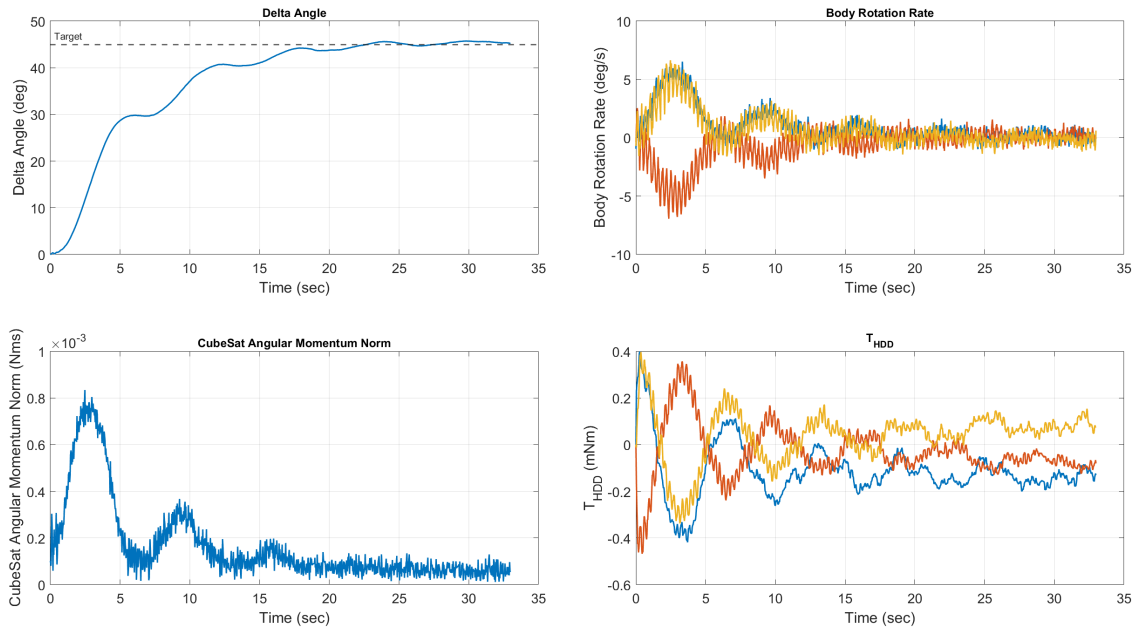 Delta Angle
Delta Angle (deg)
50
40
30
20
10
0
Target
0 5 10 15 20 25 30 35
Time (sec)
Body Rotation Rate
Body Rotation Rate (deg/s)
10
5
0
-5
-10
0 5 10 15 20 25 30 35
Time (sec)
CubeSat Angular Momentum Norm
×10⁻³
CubeSat Angular Momentum Norm (Nms)
1
0.8
0.6
0.4
0.2
0
0 5 10 15 20 25 30 35
Time (sec)
T_HDD
T_HDD (mNm)
0.4
0.2
0
-0.2
-0.4
-0.6
0 5 10 15 20 25 30 35
Time (sec)